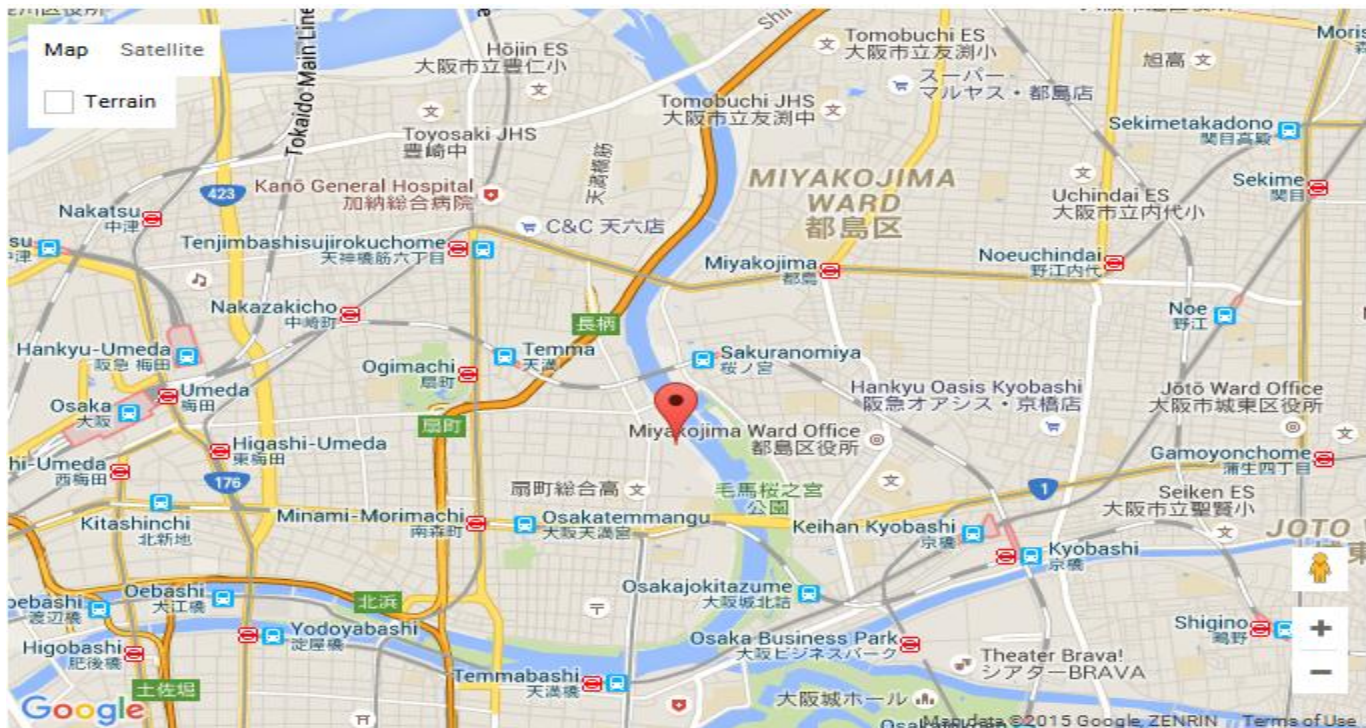 Map Satellite
Terrain
Tokaido Main Line
Hōjin ES
大阪市立豊仁小
Tomobuchi ES
大阪市立友渕小
旭高
スーパー
マルヤス・都島店
Tomobuchi JHS
大阪市立友渕中
Toyosaki JHS
豊崎中
天満橋筋
Sekimetakadono
関目高殿
423
Kanō General Hospital
加納総合病院
MIYAKOJIMA
WARD
都島区
Uchindai ES
大阪市立内代小
Sekime
関目
Nakatsu
中津
C&C 天六店
Tenjimbashisujirokuchome
天神橋筋六丁目
Miyakojima
都島
Noeuchindai
野江内代
Nakazakicho
中崎町
長柄
Noe
野江
Hankyu-Umeda
阪急 梅田
Temma
天満
Sakuranomiya
桜ノ宮
Ogimachi
扇町
Umeda
梅田
Osaka
大阪
扇町
Hankyu Oasis Kyobashi
阪急オアシス・京橋店
Jōtō Ward Office
大阪市城東区役所
Miyakojima Ward Office
都島区役所
Higashi-Umeda
東梅田
hi-Umeda
西梅田
176
Gamoyonchome
蒲生四丁目
扇町総合高
毛馬桜之宮
公園
1
Seiken ES
大阪市立聖賢小
Kitashinchi
北新地
Minami-Morimachi
南森町
Osakatemmangu
大阪天満宮
Keihan Kyobashi
京橋
Kyobashi
京橋
JOTO
Oebashi
大江橋
渡辺橋
北浜
Osakajokitazume
大阪城北詰
Yodoyabashi
淀屋橋
Higobashi
肥後橋
Osaka Business Park
大阪ビジネスパーク
Shigino
鴫野
Theater Brava!
シアターBRAVA
Temmabashi
天満橋
土佐堀
大阪城ホール
Google
Map data ©2015 Google, ZENRIN Terms of Use